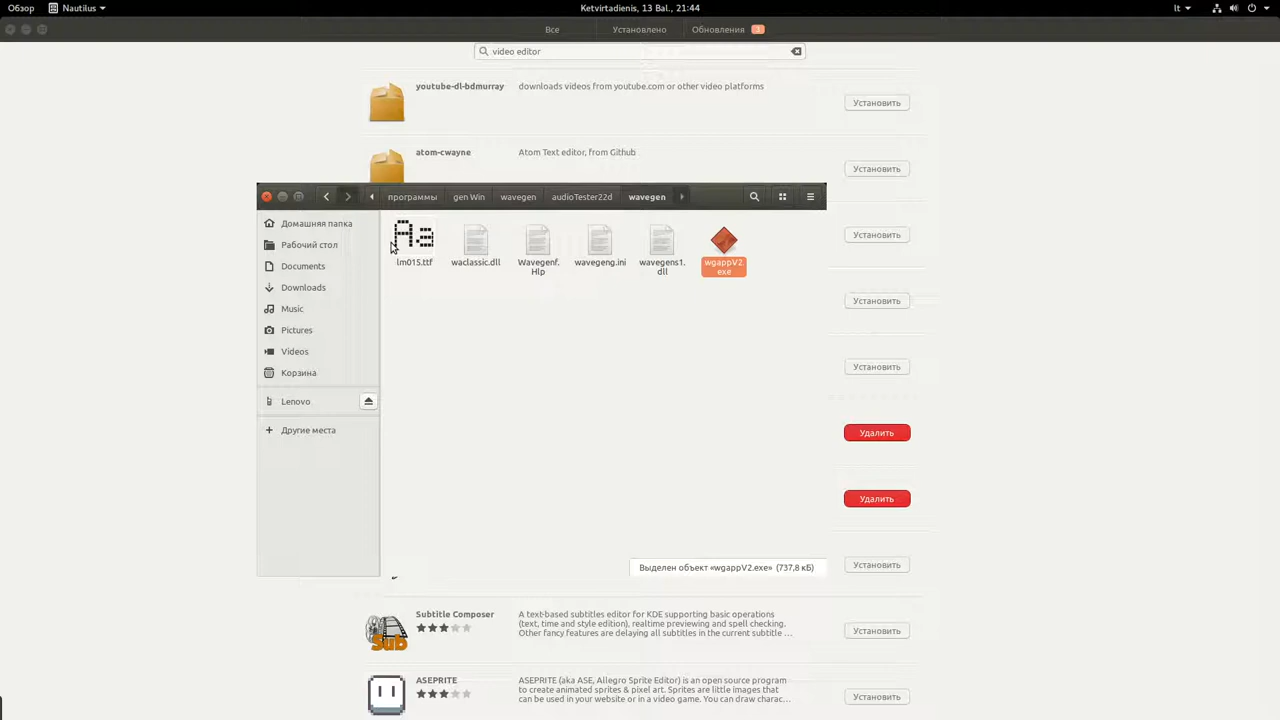 Обзор
Nautilus
Ketvirtadienis, 13 Bal., 21:44
lt
Все
Установлено
Обновления
3
video editor
youtube-dl-bdmurray
downloads videos from youtube.com or other video platforms
Установить
atom-cwayne
Atom Text editor, from Github
Установить
программы
gen Win
wavegen
audioTester22d
wavegen
Домашняя папка
Рабочий стол
Documents
Downloads
Music
Pictures
Videos
Корзина
Lenovo
Другие места
Aa
lm015.ttf
waclassic.dll
Wavegenf.
Hlp
wavegeng.ini
wavegens1.
dll
wgappV2.
exe
Выделен объект «wgappV2.exe» (737,8 кБ)
Установить
Установить
Установить
Удалить
Удалить
Установить
Sub
Subtitle Composer
A text-based subtitles editor for KDE supporting basic operations
(text, time and style edition), realtime previewing and spell checking.
Other fancy features are delaying all subtitles in the current subtitle ...
Установить
ASEPRITE
ASEPRITE (aka ASE, Allegro Sprite Editor) is an open source program
to create animated sprites & pixel art. Sprites are little images that
can be used in your website or in a video game. You can draw charac...
Установить